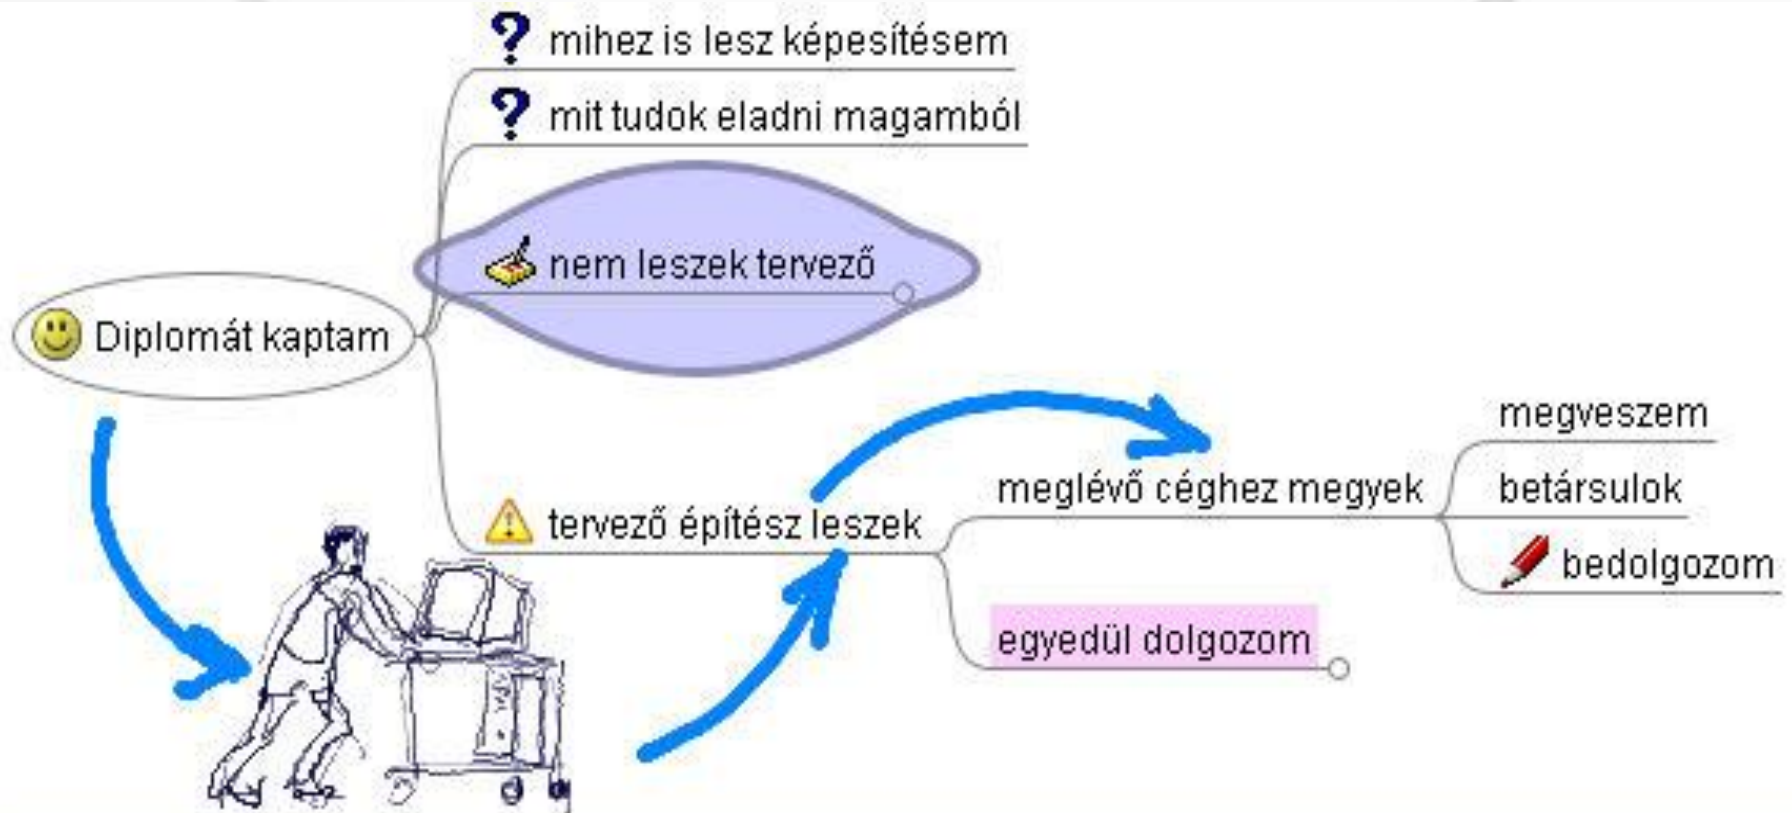 mihez is lesz képesítésem
mit tudok eladni magamból
nem leszek tervező
Diplomát kaptam
tervező építész leszek
meglévő céghez megyek
megveszem
betársulok
bedolgozom
egyedül dolgozom